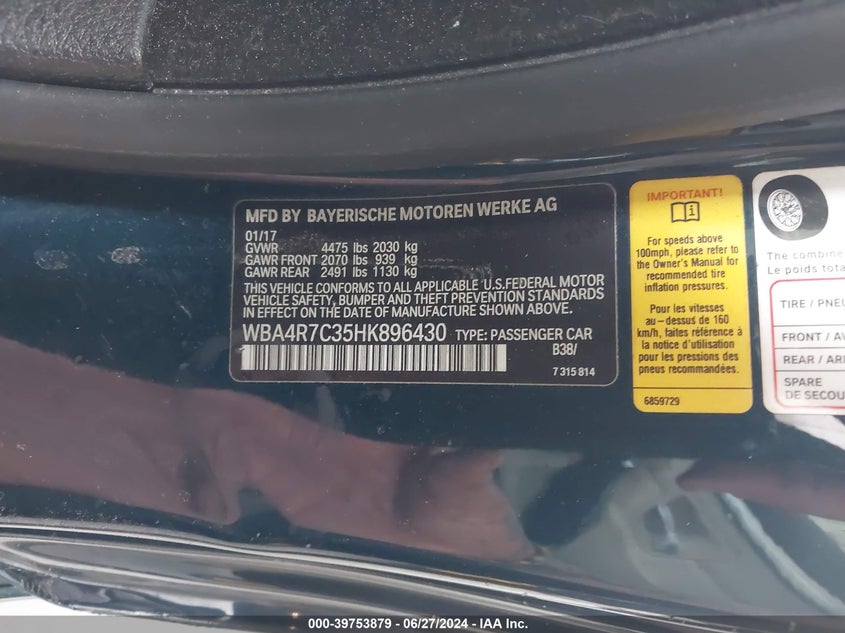 MFD BY BAYERISCHE MOTOREN WERKE AG
01/17
GVWR 4475 lbs 2030 kg
GAWR FRONT 2070 lbs 939 kg
GAWR REAR 2491 lbs 1130 kg
THIS VEHICLE CONFORMS TO ALL APPLICABLE U.S.FEDERAL MOTOR
VEHICLE SAFETY, BUMPER AND THEFT PREVENTION STANDARDS
IN EFFECT ON THE DATE OF MANUFACTURE SHOWN ABOVE.
WBA4R7C35HK896430 TYPE: PASSENGER CAR
B38/
7 315 814
IMPORTANT!
For speeds above
100mph, please refer to
the Owner's Manual for
recommended tire
inflation pressures.
Pour les vitesses
au-dessus de 160
km/h, faites référence à
la notice d'utilisation
pour les pressions des
pneus recommandées.
6859729
The combine
Le poids tota
TIRE / PNEU
FRONT / AV
REAR / ARR
SPARE
DE SECOU
000-39753879 - 06/27/2024 - IAA Inc.